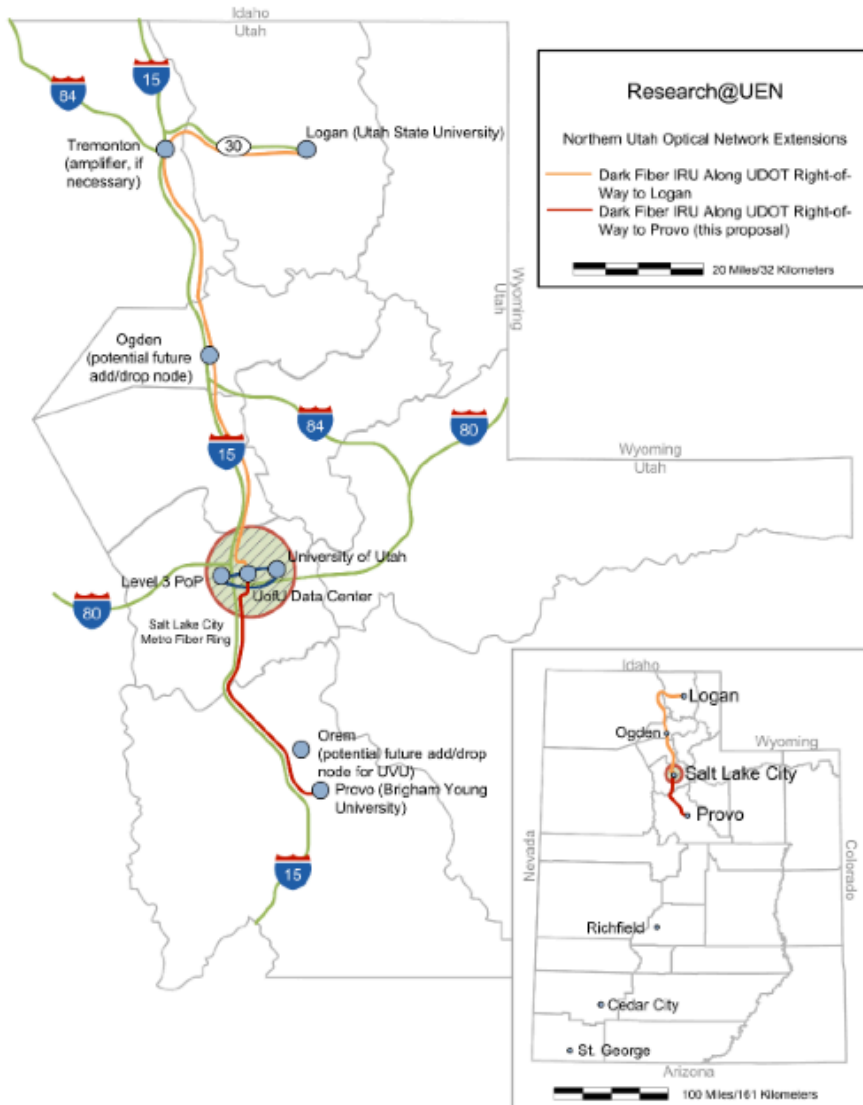 Idaho
Utah
84
15
Tremonton
(amplifier, if
necessary)
30
Logan (Utah State University)
Research@UEN
Northern Utah Optical Network Extensions
Dark Fiber IRU Along UDOT Right-of-
Way to Logan
Dark Fiber IRU Along UDOT Right-of-
Way to Provo (this proposal)
20 Miles/32 Kilometers
Wyoming
Utah
Ogden
(potential future
add/drop node)
15
84
80
Wyoming
Utah
University of Utah
Level 3 PoP
UofU Data Center
80
Salt Lake City
Metro Fiber Ring
Orem
(potential future add/drop
node for UVU)
Provo (Brigham Young
University)
15
Idaho
Logan
Ogden
Wyoming
Salt Lake City
Provo
Nevada
Colorado
Richfield
Cedar City
St. George
Arizona
100 Miles/161 Kilometers